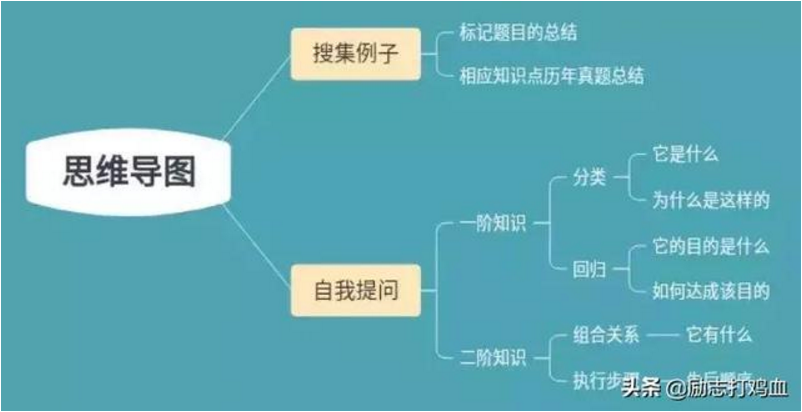 搜集例子
标记题目的总结
相应知识点历年真题总结
思维导图
自我提问
一阶知识
分类
它是什么
为什么是这样的
回归
它的目的是什么
如何达成该目的
二阶知识
组合关系
它有什么
执行步骤
先后顺序
头条 @励志打鸡血